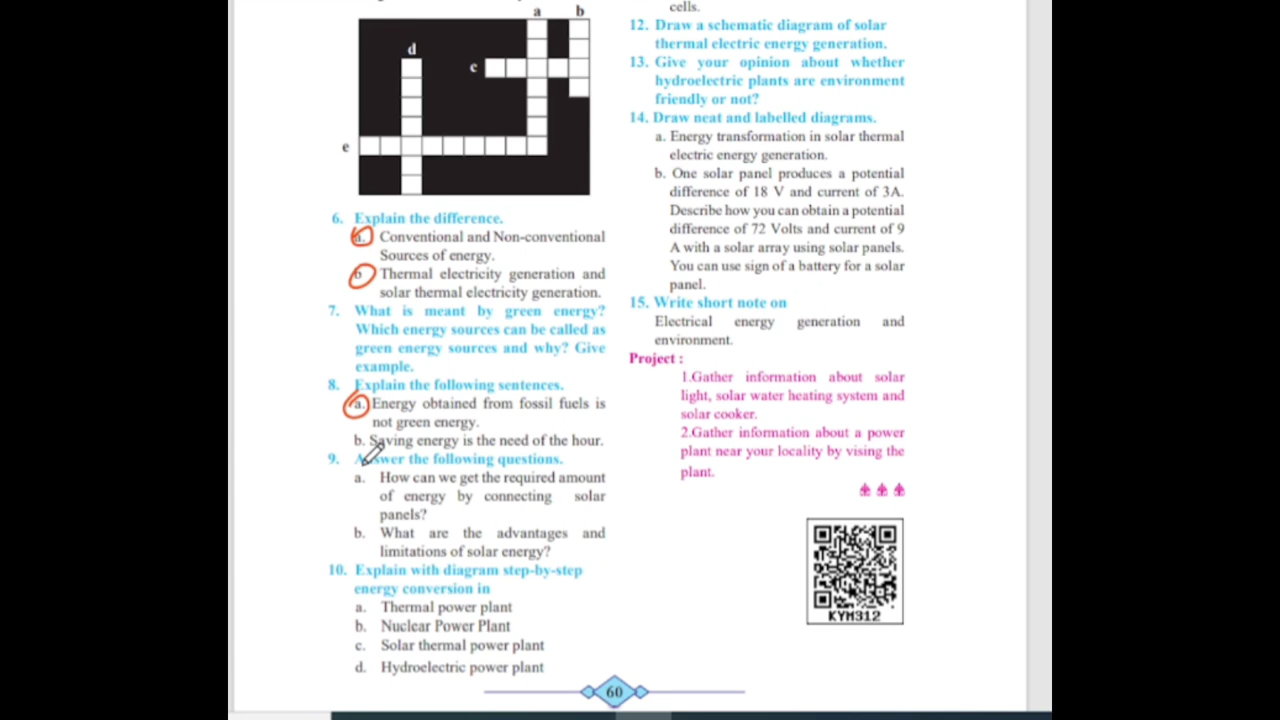 a
b
d
c
e
6. Explain the difference.
a. Conventional and Non-conventional
Sources of energy.
b Thermal electricity generation and
solar thermal electricity generation.
7. What is meant by green energy?
Which energy sources can be called as
green energy sources and why? Give
example.
8. Explain the following sentences.
a. Energy obtained from fossil fuels is
not green energy.
b. Saving energy is the need of the hour.
9. Answer the following questions.
a. How can we get the required amount
of energy by connecting solar
panels?
b. What are the advantages and
limitations of solar energy?
10. Explain with diagram step-by-step
energy conversion in
a. Thermal power plant
b. Nuclear Power Plant
c. Solar thermal power plant
d. Hydroelectric power plant
cells.
12. Draw a schematic diagram of solar
thermal electric energy generation.
13. Give your opinion about whether
hydroelectric plants are environment
friendly or not?
14. Draw neat and labelled diagrams.
a. Energy transformation in solar thermal
electric energy generation.
b. One solar panel produces a potential
difference of 18 V and current of 3A.
Describe how you can obtain a potential
difference of 72 Volts and current of 9
A with a solar array using solar panels.
You can use sign of a battery for a solar
panel.
15. Write short note on
Electrical energy generation and
environment.
Project :
1.Gather information about solar
light, solar water heating system and
solar cooker.
2.Gather information about a power
plant near your locality by vising the
plant.
KYM312
60